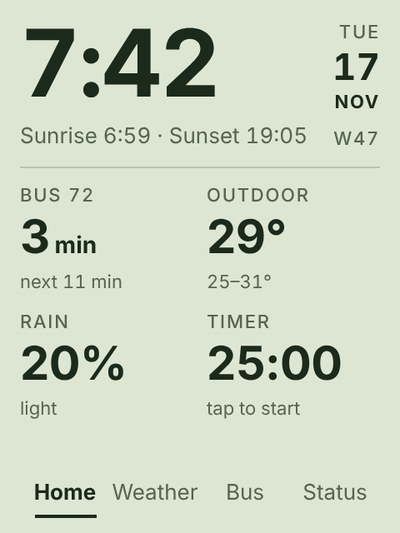 7:42
TUE
17
NOV
Sunrise 6:59 · Sunset 19:05
W47
BUS 72
3 min
next 11 min
OUTDOOR
29°
25–31°
RAIN
20%
light
TIMER
25:00
tap to start
Home Weather Bus Status